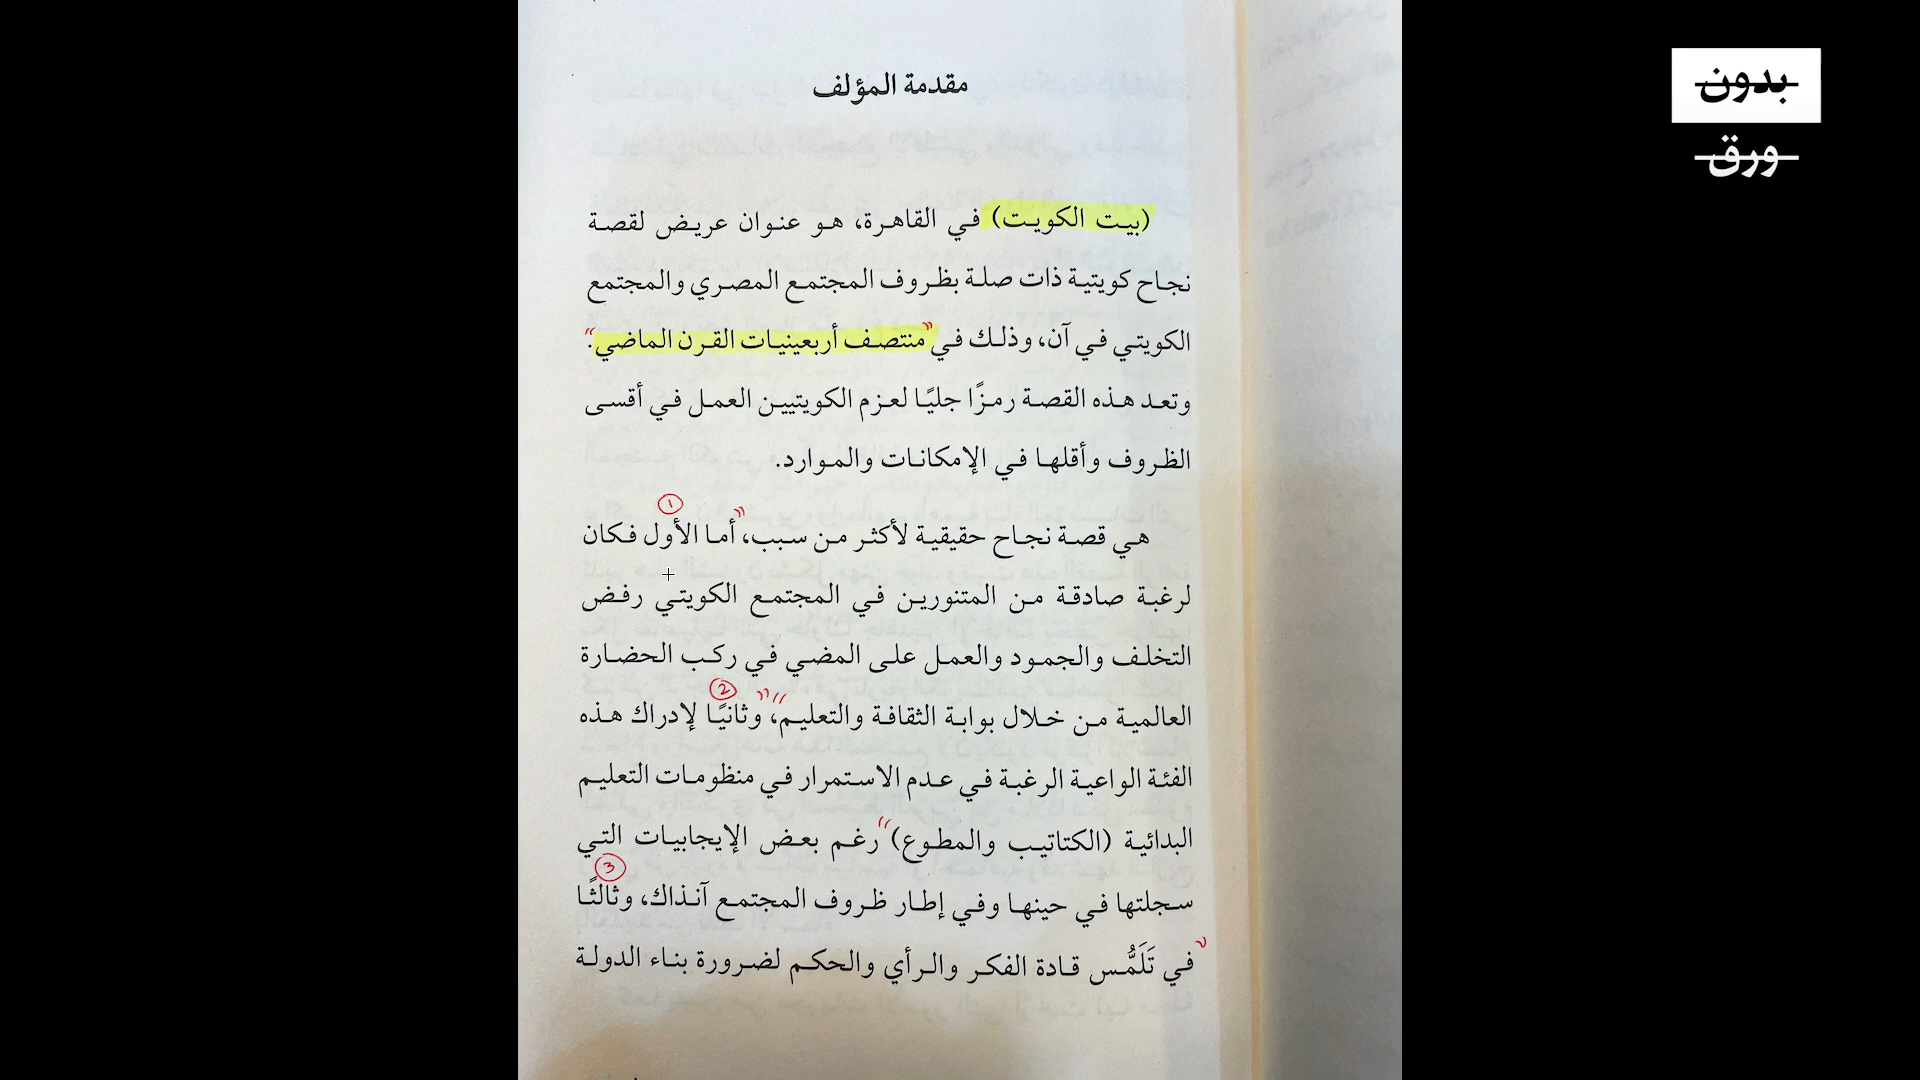 بدون
ورق
مقدمة المؤلف
(بيت الكويت) في القاهرة، هو عنوان عريض لقصة
نجاح كويتية ذات صلة بظروف المجتمع المصري والمجتمع
الكويتي في آن، وذلك في "منتصف أربعينيات القرن الماضي".
وتعد هذه القصة رمزًا جليًا لعزم الكويتيين العمل في أقسى
الظروف وأقلها في الإمكانات والموارد.
①
هي قصة نجاح حقيقية لأكثر من سبب، "أما الأول فكان
لرغبة صادقة من المتنورين في المجتمع الكويتي رفض
التخلف والجمود والعمل على المضي في ركب الحضارة
②
العالمية من خلال بوابة الثقافة والتعليم"، "وثانيًا لإدراك هذه
الفئة الواعية الرغبة في عدم الاستمرار في منظومات التعليم
البدائية (الكتاتيب والمطوع)" رغم بعض الإيجابيات التي
③
سجلتها في حينها وفي إطار ظروف المجتمع آنذاك، وثالثًا
"في تَلَمُّس قادة الفكر والرأي والحكم لضرورة بناء الدولة